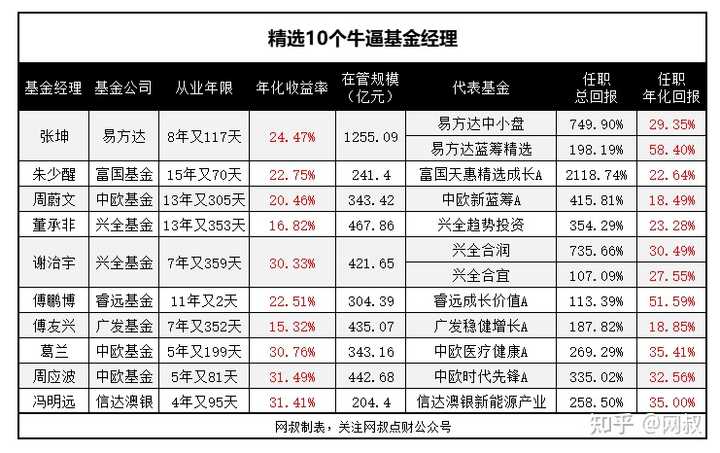 精选10个牛逼基金经理
基金经理 基金公司 从业年限 年化收益率 在管规模（亿元） 代表基金 任职总回报 任职年化回报
张坤 易方达 8年又117天 24.47% 1255.09 易方达中小盘 749.90% 29.35%
易方达蓝筹精选 198.19% 58.40%
朱少醒 富国基金 15年又70天 22.75% 241.4 富国天惠精选成长A 2118.74% 22.64%
周蔚文 中欧基金 13年又305天 20.46% 343.42 中欧新蓝筹A 415.81% 18.49%
董承非 兴全基金 13年又353天 16.82% 467.86 兴全趋势投资 354.29% 23.28%
谢治宇 兴全基金 7年又359天 30.33% 421.65 兴全合润 735.66% 30.49%
兴全合宜 107.09% 27.55%
傅鹏博 睿远基金 11年又2天 22.51% 304.39 睿远成长价值A 113.39% 51.59%
傅友兴 广发基金 7年又352天 15.32% 435.07 广发稳健增长A 187.82% 18.85%
葛兰 中欧基金 5年又199天 30.76% 343.16 中欧医疗健康A 269.29% 35.41%
周应波 中欧基金 5年又81天 31.49% 442.68 中欧时代先锋A 335.02% 32.56%
冯明远 信达澳银 4年又95天 31.41% 204.4 信达澳银新能源产业 258.50% 35.00%
网叔制表，关注网叔点财公众号
知乎 @网叔